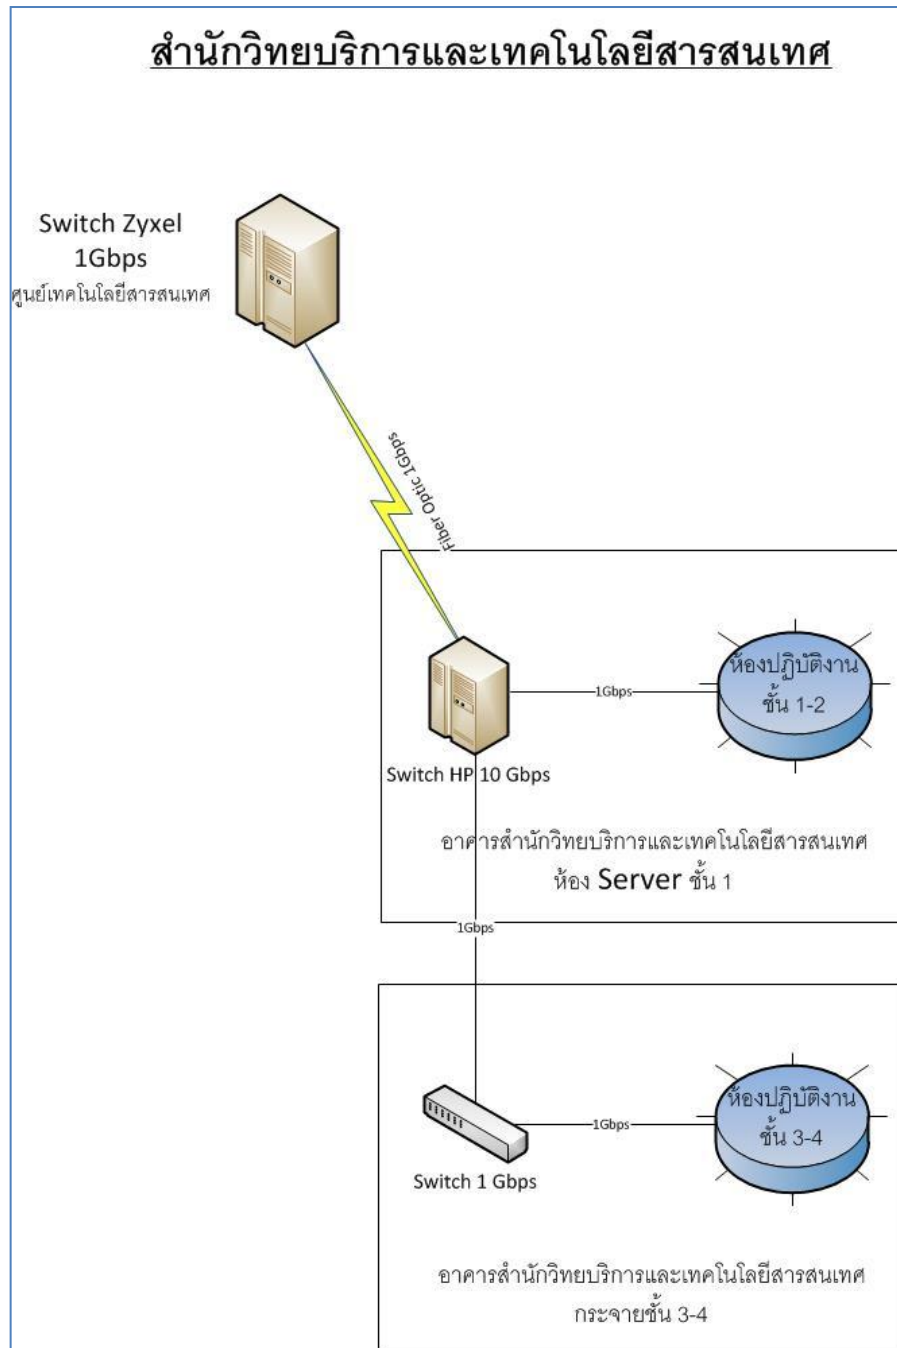 สำนักวิทยบริการและเทคโนโลยีสารสนเทศ
Switch Zyxel
1Gbps
ศูนย์เทคโนโลยีสารสนเทศ
Fiber Optic 1Gbps
1Gbps
ห้องปฏิบัติงาน
ชั้น 1-2
Switch HP 10 Gbps
อาคารสำนักวิทยบริการและเทคโนโลยีสารสนเทศ
ห้อง Server ชั้น 1
1Gbps
1Gbps
ห้องปฏิบัติงาน
ชั้น 3-4
Switch 1 Gbps
อาคารสำนักวิทยบริการและเทคโนโลยีสารสนเทศ
กระจายชั้น 3-4